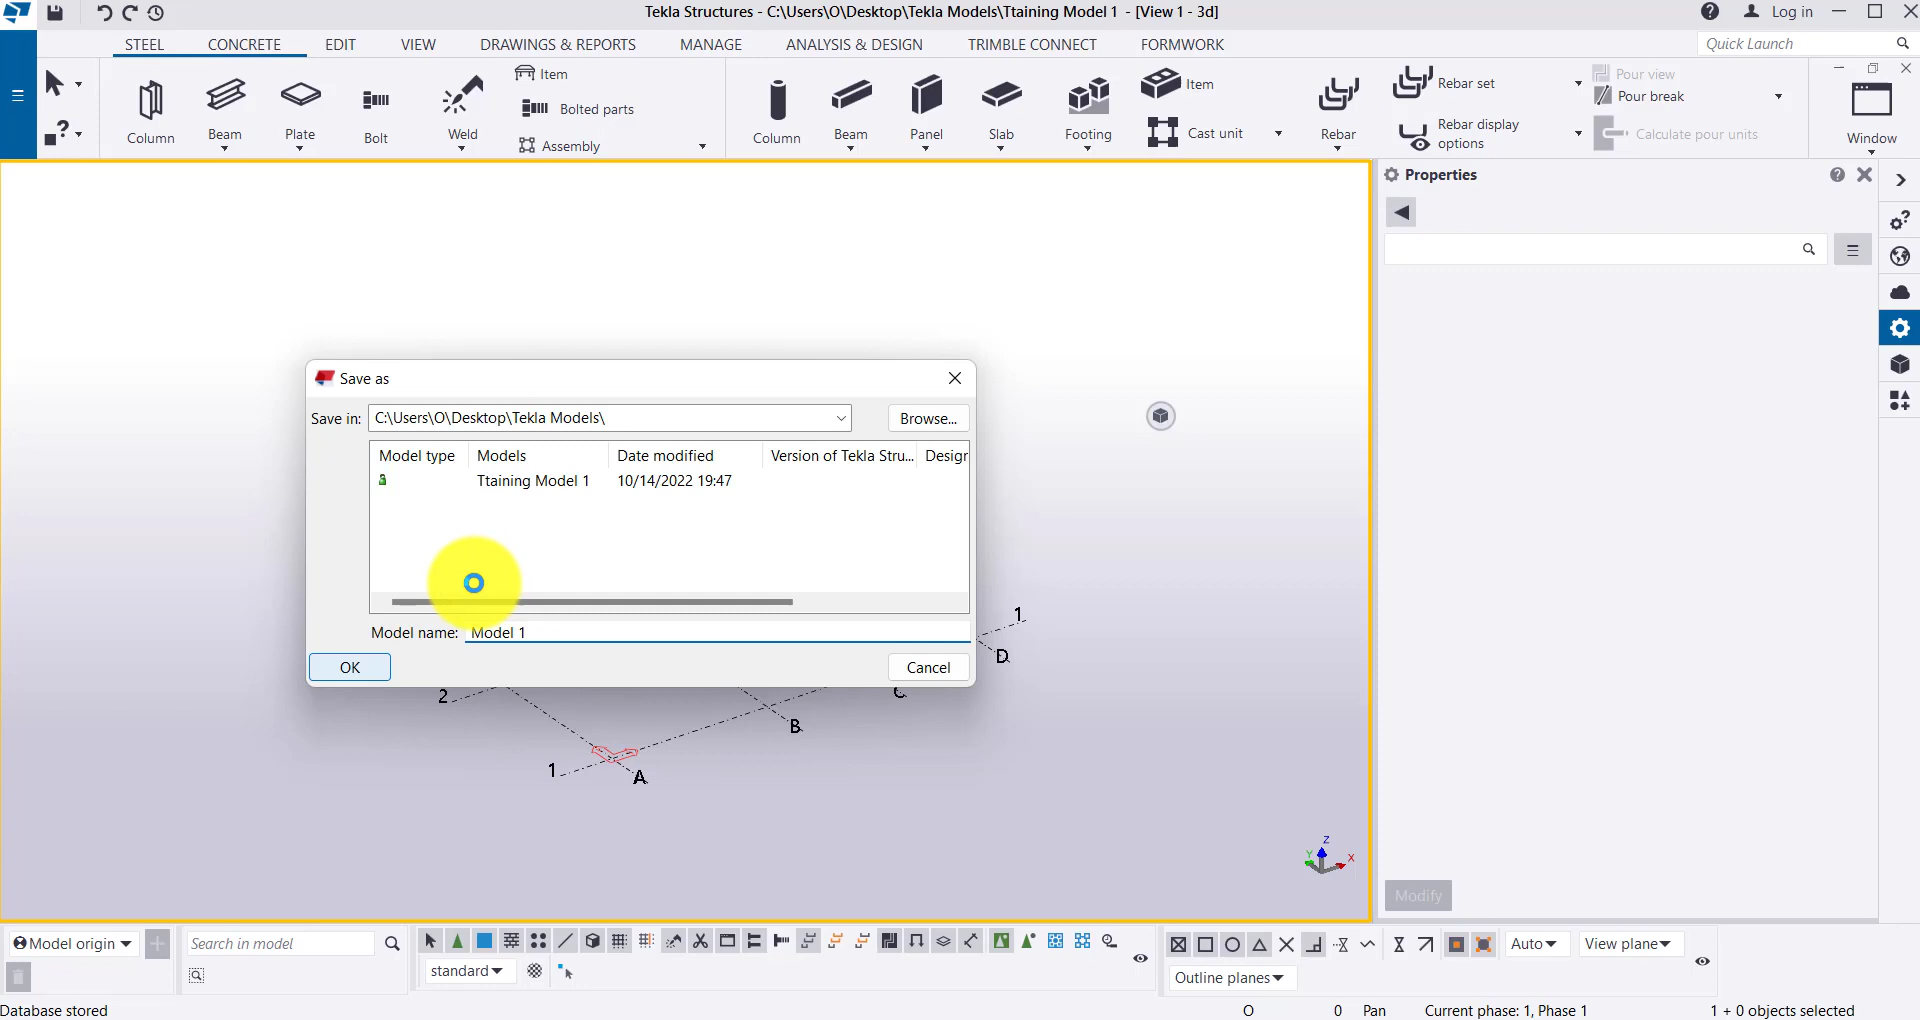 Tekla Structures - C:\Users\O\Desktop\Tekla Models\Ttaining Model 1 - [View 1 - 3d]
Log in
STEEL CONCRETE EDIT VIEW DRAWINGS & REPORTS MANAGE ANALYSIS & DESIGN TRIMBLE CONNECT FORMWORK
Quick Launch
Column Beam Plate Bolt Weld
Item
Bolted parts
Assembly
Column Beam Panel Slab Footing
Item
Cast unit
Rebar
Rebar set
Rebar display
options
Pour view
Pour break
Calculate pour units
Window
Properties
Save as
Save in: C:\Users\O\Desktop\Tekla Models\ Browse...
Model type Models Date modified Version of Tekla Stru... Design
Ttaining Model 1 10/14/2022 19:47
Model name: Model 1
OK Cancel
1
D
2
C
B
1
A
Z
Y X
Modify
Model origin
Search in model
standard
Auto View plane
Outline planes
Database stored
O 0 Pan Current phase: 1, Phase 1 1 + 0 objects selected